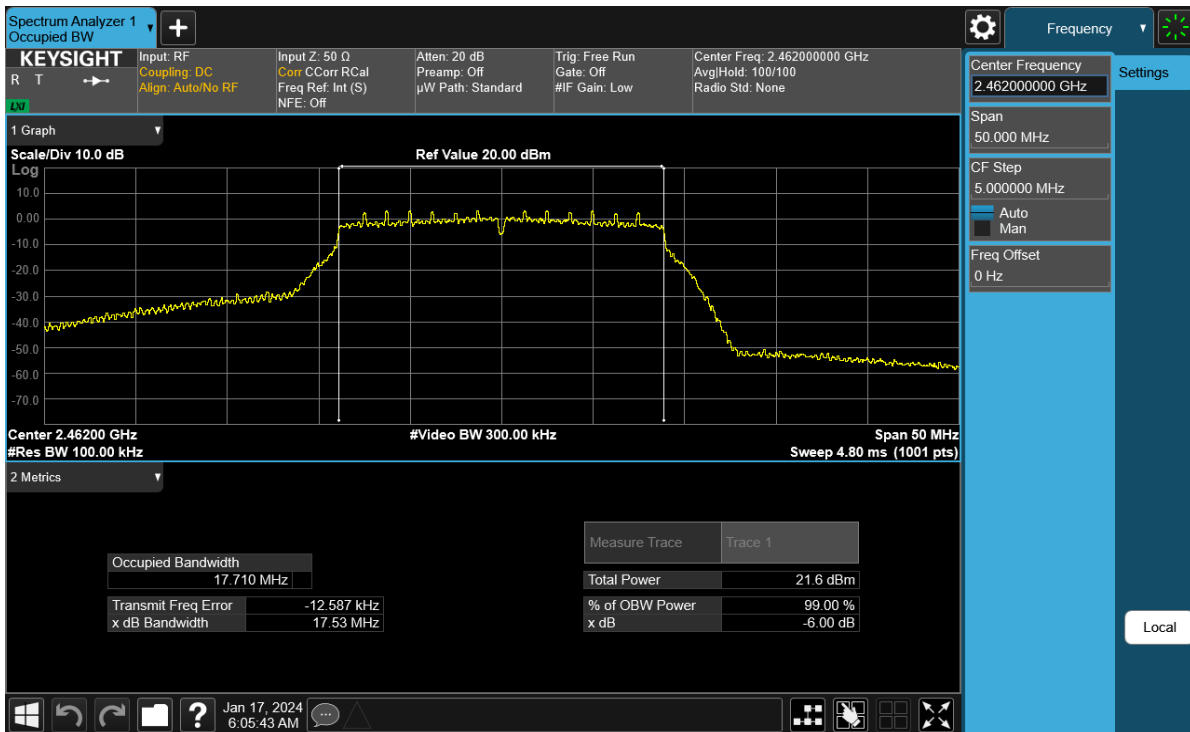 Spectrum Analyzer 1
Occupied BW
Frequency
KEYSIGHT
R T
LXI
Input: RF
Coupling: DC
Align: Auto/No RF
Input Z: 50 Ω
Corr CCorr RCal
Freq Ref: Int (S)
NFE: Off
Atten: 20 dB
Preamp: Off
µW Path: Standard
Trig: Free Run
Gate: Off
#IF Gain: Low
Center Freq: 2.462000000 GHz
Avg|Hold: 100/100
Radio Std: None
Center Frequency
2.462000000 GHz
Settings
Span
50.000 MHz
CF Step
5.000000 MHz
Auto
Man
Freq Offset
0 Hz
1 Graph
Scale/Div 10.0 dB
Ref Value 20.00 dBm
Log
10.0
0.00
-10.0
-20.0
-30.0
-40.0
-50.0
-60.0
-70.0
Center 2.46200 GHz
#Video BW 300.00 kHz
Span 50 MHz
#Res BW 100.00 kHz
Sweep 4.80 ms (1001 pts)
2 Metrics
Measure Trace
Trace 1
Occupied Bandwidth
17.710 MHz
Total Power
21.6 dBm
Transmit Freq Error
-12.587 kHz
% of OBW Power
99.00 %
x dB Bandwidth
17.53 MHz
x dB
-6.00 dB
Local
?
Jan 17, 2024
6:05:43 AM